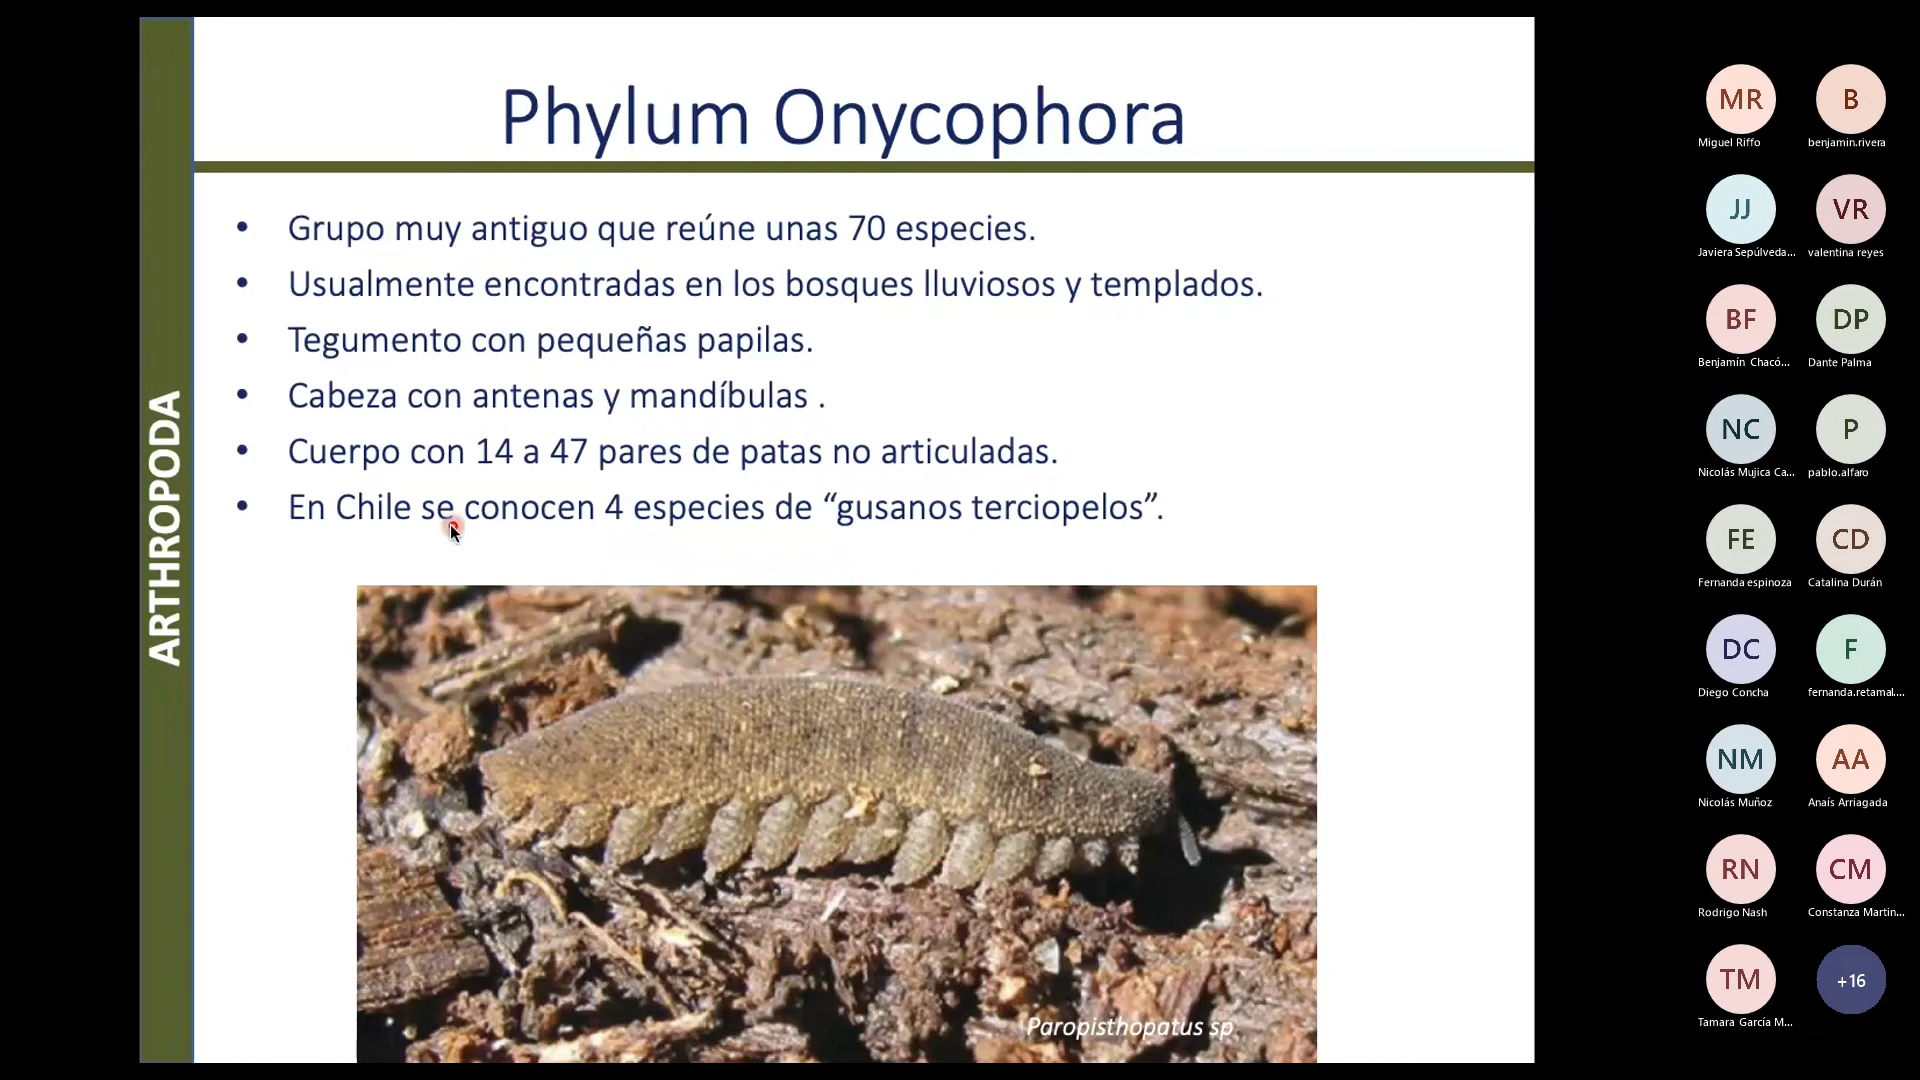 ARTHROPODA
Phylum Onycophora
• Grupo muy antiguo que reúne unas 70 especies.
• Usualmente encontradas en los bosques lluviosos y templados.
• Tegumento con pequeñas papilas.
• Cabeza con antenas y mandíbulas .
• Cuerpo con 14 a 47 pares de patas no articuladas.
• En Chile se conocen 4 especies de “gusanos terciopelos”.
Paropisthopatus sp
MR
Miguel Riffo
B
benjamin.rivera
JJ
Javiera Sepúlveda...
VR
valentina reyes
BF
Benjamín Chacó...
DP
Dante Palma
NC
Nicolás Mujica Ca...
P
pablo.alfaro
FE
Fernanda espinoza
CD
Catalina Durán
DC
Diego Concha
F
fernanda.retamal....
NM
Nicolás Muñoz
AA
Anaís Arriagada
RN
Rodrigo Nash
CM
Constanza Martin...
TM
Tamara García M...
+16